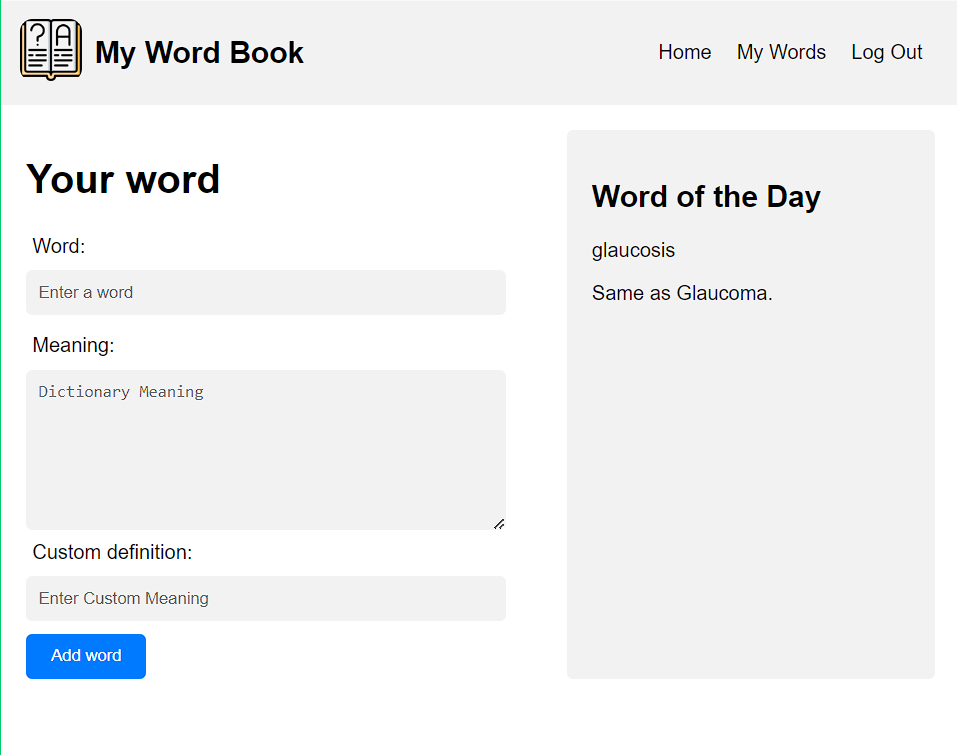 ? A
My Word Book
Home My Words Log Out
Your word
Word:
Enter a word
Meaning:
Dictionary Meaning
Custom definition:
Enter Custom Meaning
Add word
Word of the Day
glaucosis
Same as Glaucoma.